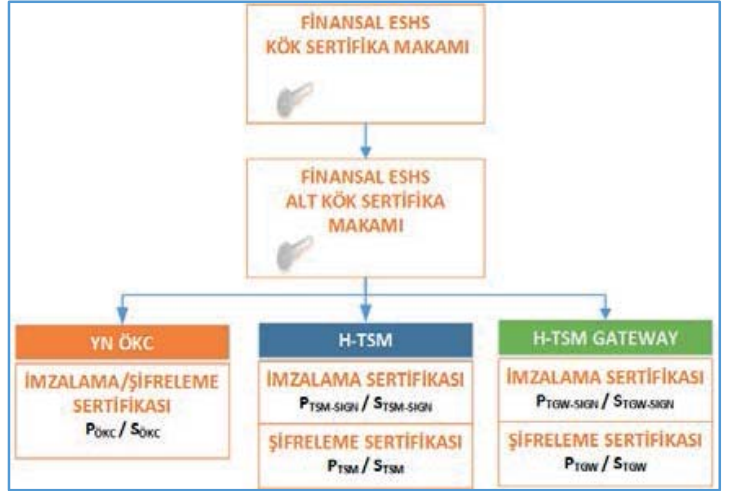 FİNANSAL ESHS
KÖK SERTİFİKA MAKAMI
FİNANSAL ESHS
ALT KÖK SERTİFİKA
MAKAMI
YN ÖKC
İMZALAMA/ŞİFRELEME
SERTİFİKASI
PÖKC / SÖKC
H-TSM
İMZALAMA SERTİFİKASI
PTSM-SIGN / STSM-SIGN
ŞİFRELEME SERTİFİKASI
PTSM / STSM
H-TSM GATEWAY
İMZALAMA SERTİFİKASI
PTGW-SIGN / STGW-SIGN
ŞİFRELEME SERTİFİKASI
PTGW / STGW